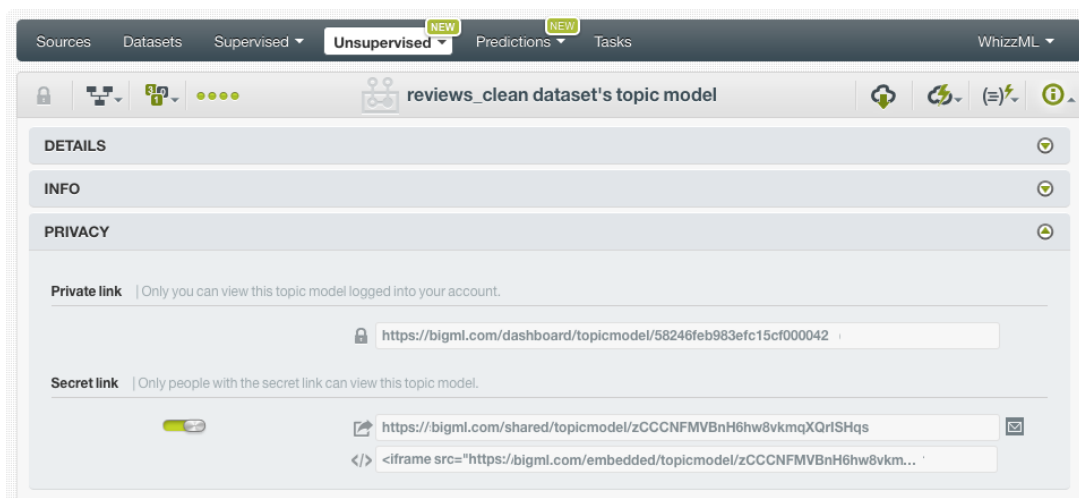 NEW NEW
Sources Datasets Supervised Unsupervised Predictions Tasks WhizzML
reviews_clean dataset's topic model
DETAILS
INFO
PRIVACY
Private link | Only you can view this topic model logged into your account.
https://bigml.com/dashboard/topicmodel/58246feb983efc15cf000042
Secret link | Only people with the secret link can view this topic model.
https://bigml.com/shared/topicmodel/zCCCNFMVBnH6hw8vkmqXQrlSHqs
</> <iframe src="https://bigml.com/embedded/topicmodel/zCCCNFMVBnH6hw8vkm...